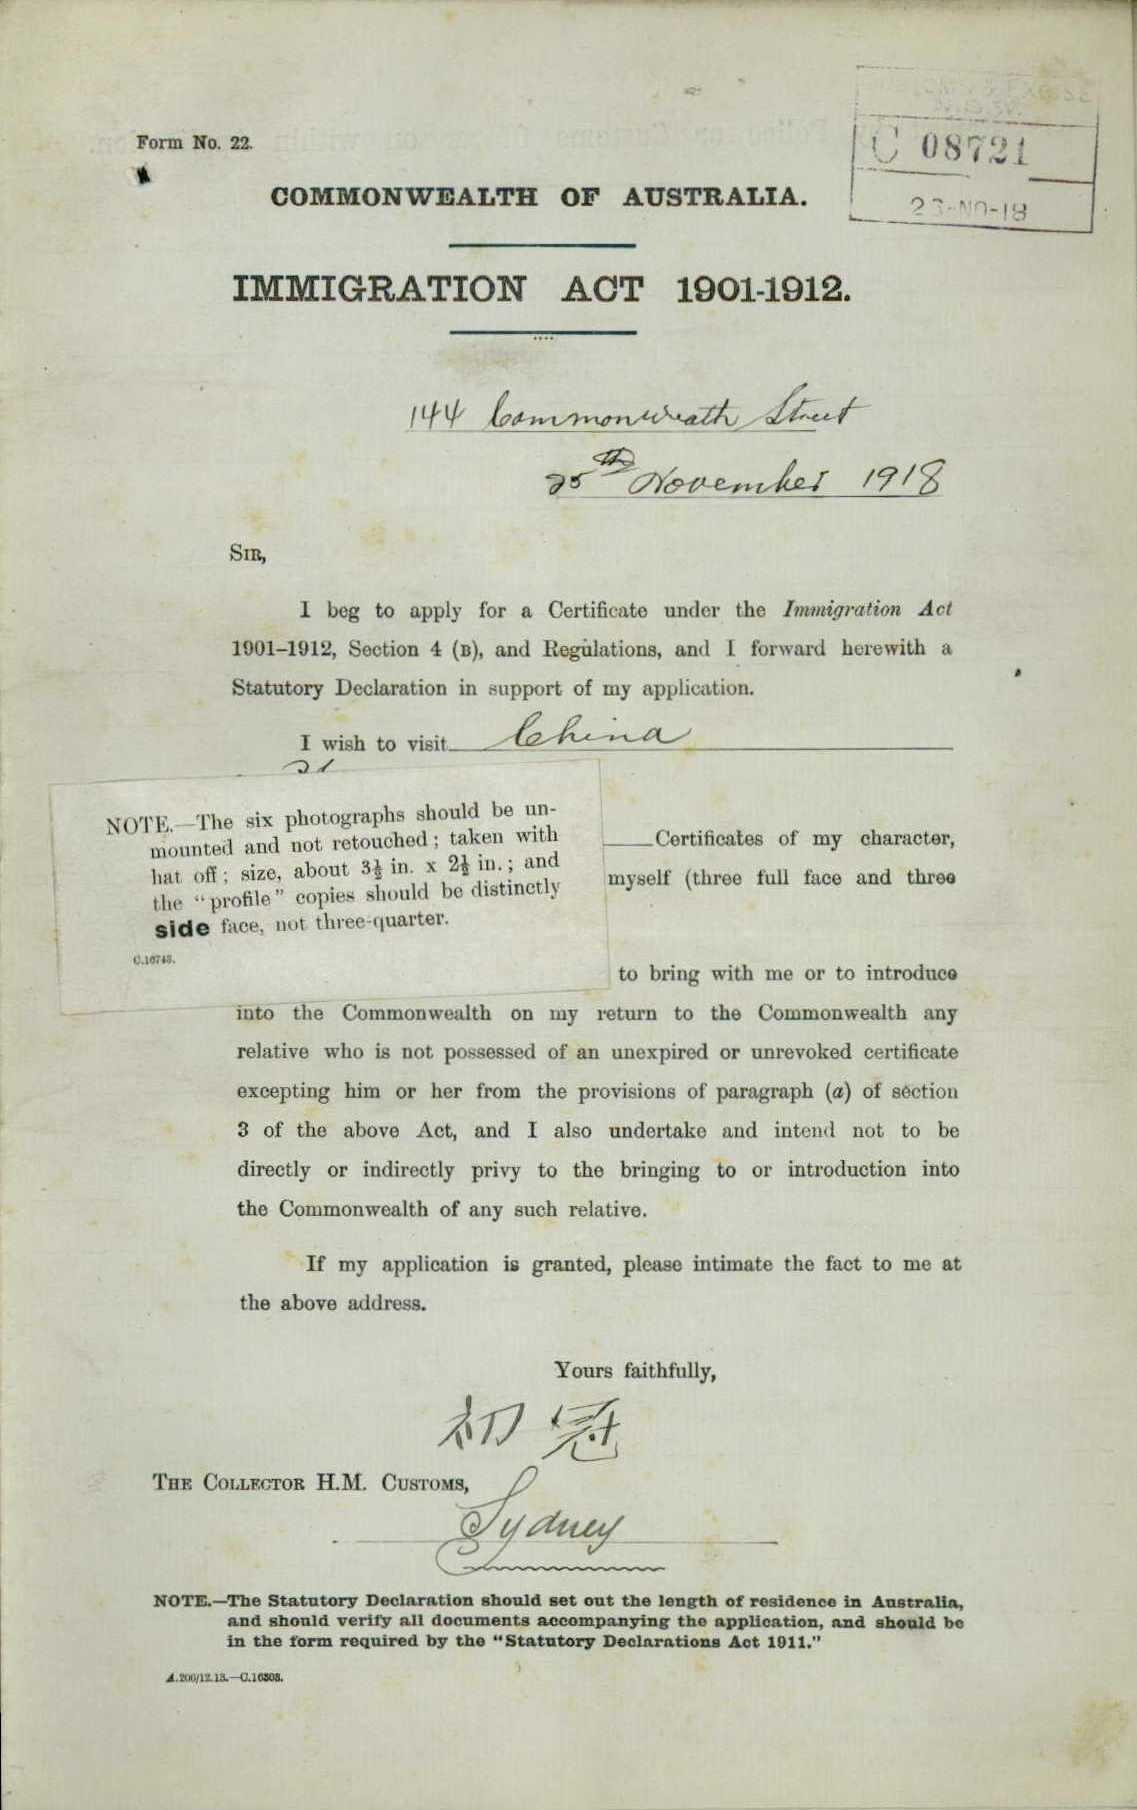 Form No. 22.
C 08721
COMMONWEALTH OF AUSTRALIA.
23-NO-18
IMMIGRATION ACT 1901-1912.
144 Commonweath Street
25th November 1918
SIR,
I beg to apply for a Certificate under the Immigration Act
1901–1912, Section 4 (B), and Regulations, and I forward herewith a
Statutory Declaration in support of my application.
I wish to visit China
NOTE.—The six photographs should be un-
mounted and not retouched; taken with
hat off; size, about 3½ in. x 2½ in.; and
the "profile" copies should be distinctly
side face, not three-quarter.
C.16743.
Certificates of my character,
myself (three full face and three
to bring with me or to introduce
into the Commonwealth on my return to the Commonwealth any
relative who is not possessed of an unexpired or unrevoked certificate
excepting him or her from the provisions of paragraph (a) of section
3 of the above Act, and I also undertake and intend not to be
directly or indirectly privy to the bringing to or introduction into
the Commonwealth of any such relative.
If my application is granted, please intimate the fact to me at
the above address.
Yours faithfully,
初冠
THE COLLECTOR H.M. CUSTOMS,
Sydney
NOTE.—The Statutory Declaration should set out the length of residence in Australia,
and should verify all documents accompanying the application, and should be
in the form required by the "Statutory Declarations Act 1911."
A.200/12.13.—C.16303.